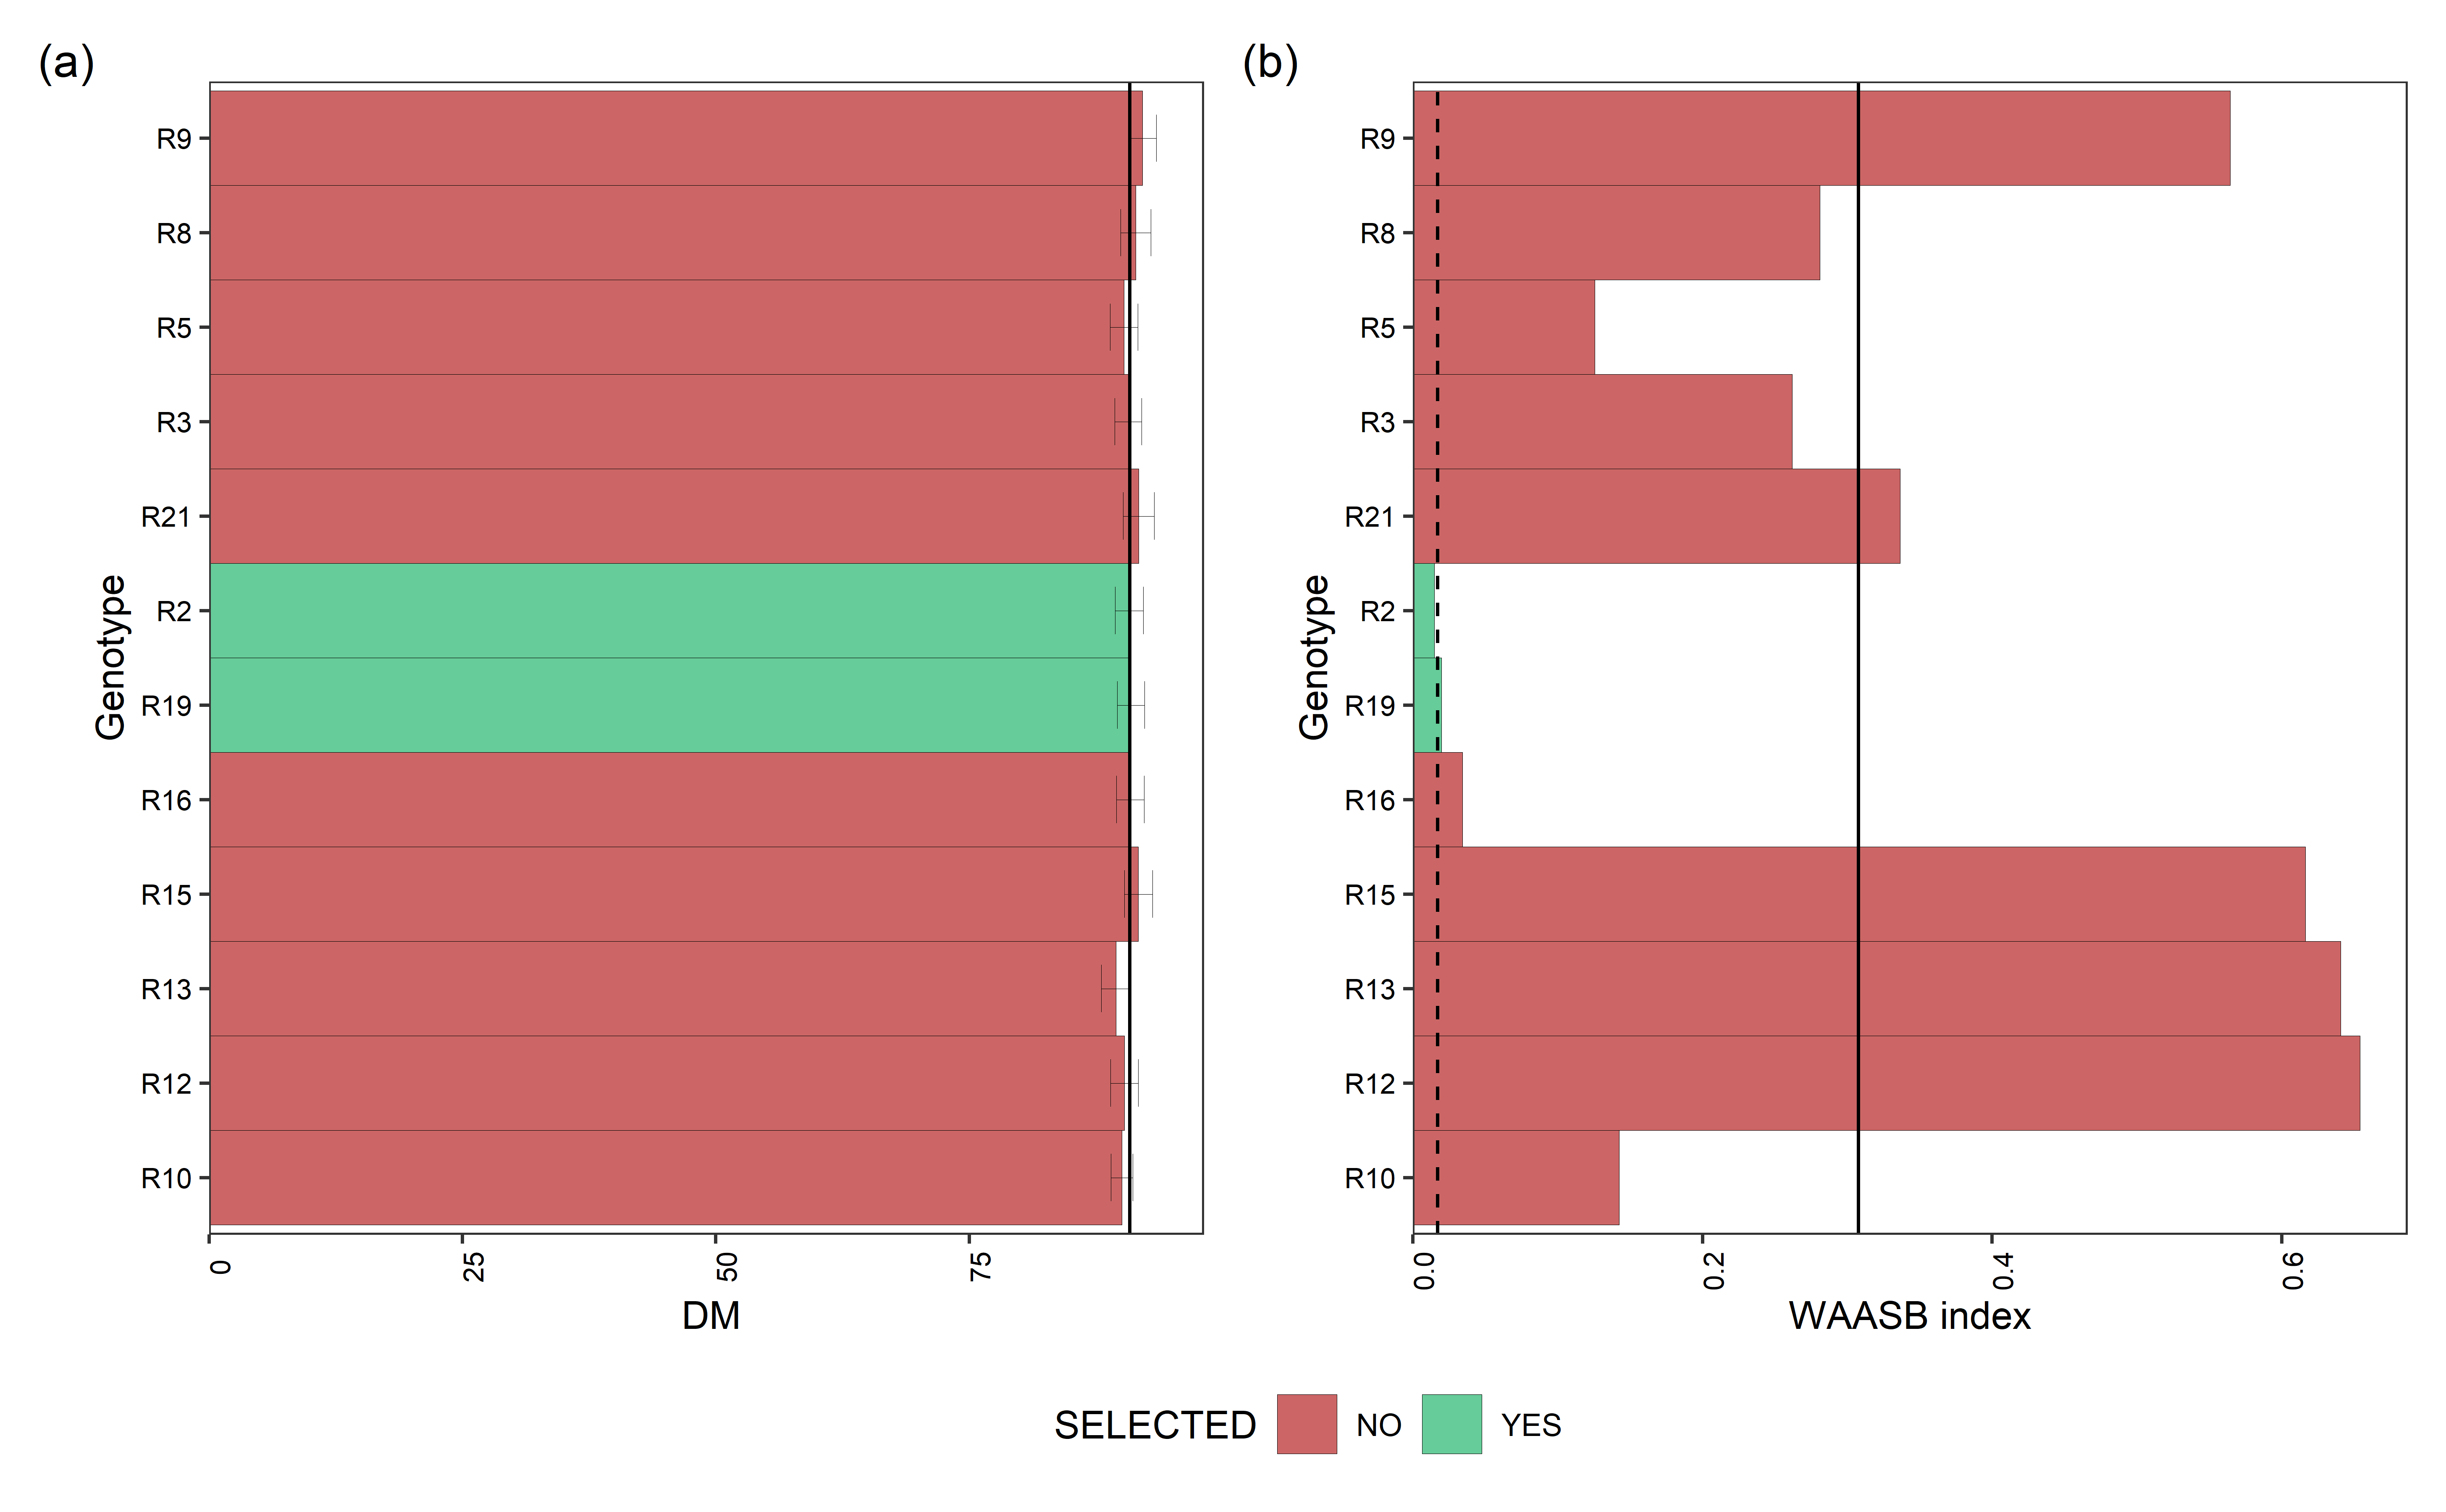 (a)
Genotype
R9
R8
R5
R3
R21
R2
R19
R16
R15
R13
R12
R10
0
25
50
75
DM
(b)
Genotype
R9
R8
R5
R3
R21
R2
R19
R16
R15
R13
R12
R10
0.0
0.2
0.4
0.6
WAASB index
SELECTED NO YES